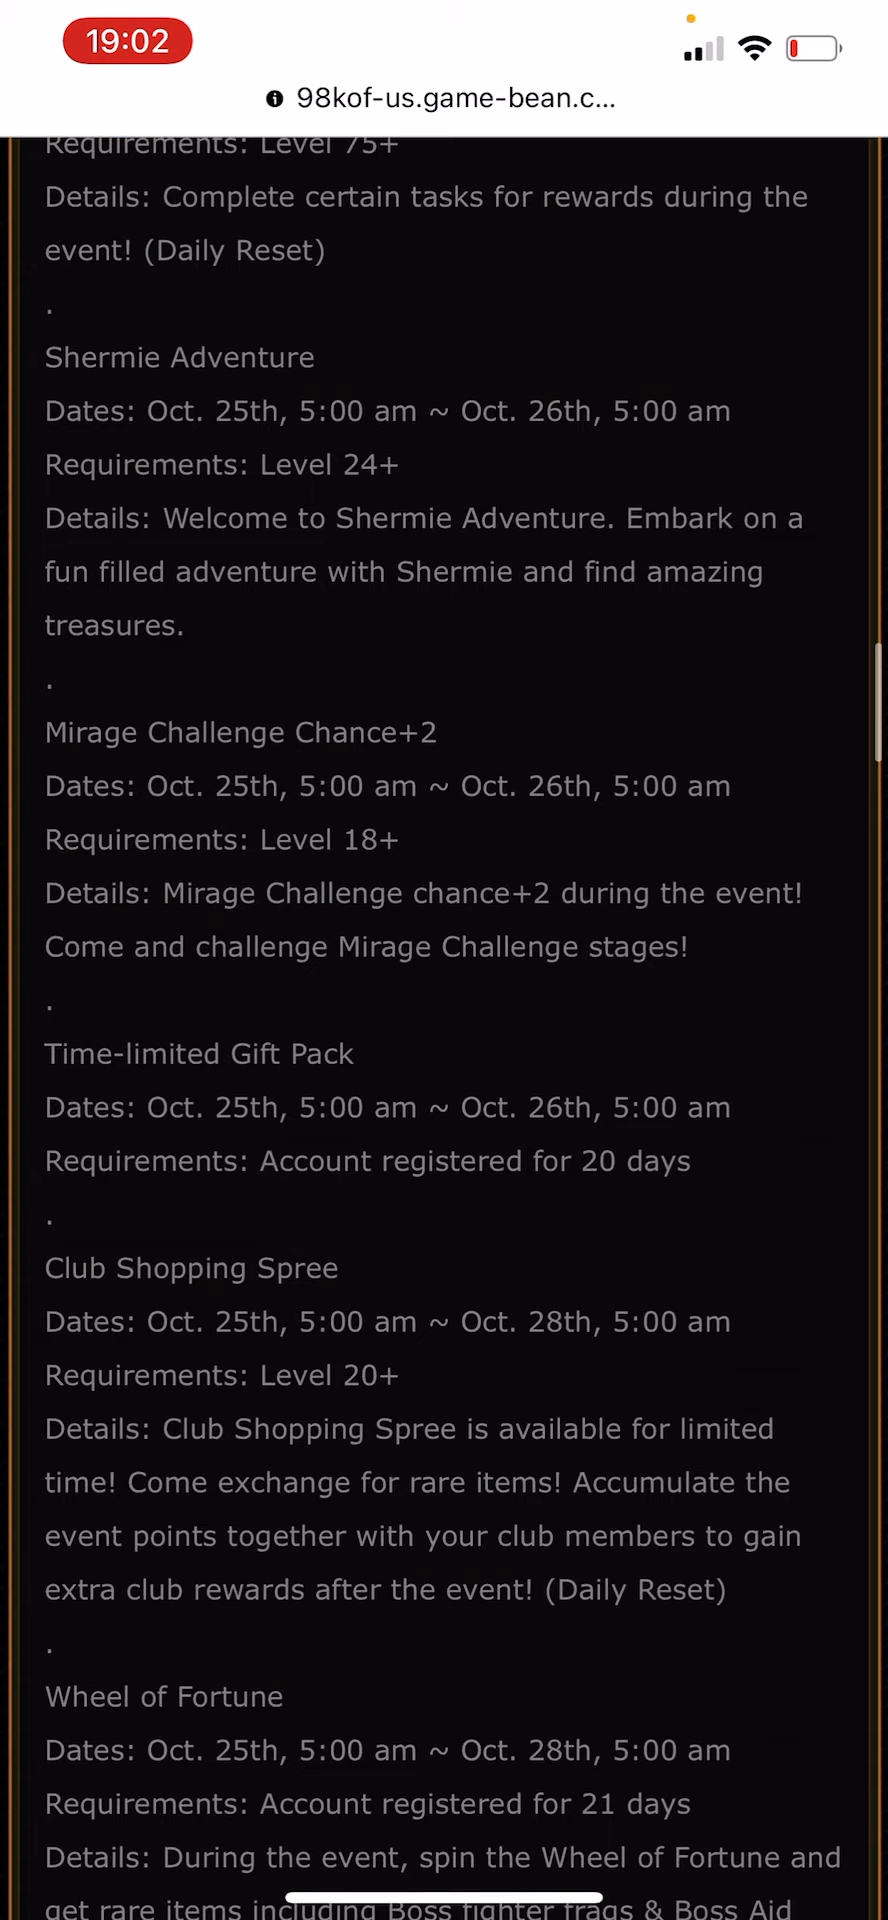 19:02
98kof-us.game-bean.c...
Requirements: Level 75+
Details: Complete certain tasks for rewards during the
event! (Daily Reset)
.
Shermie Adventure
Dates: Oct. 25th, 5:00 am ~ Oct. 26th, 5:00 am
Requirements: Level 24+
Details: Welcome to Shermie Adventure. Embark on a
fun filled adventure with Shermie and find amazing
treasures.
.
Mirage Challenge Chance+2
Dates: Oct. 25th, 5:00 am ~ Oct. 26th, 5:00 am
Requirements: Level 18+
Details: Mirage Challenge chance+2 during the event!
Come and challenge Mirage Challenge stages!
.
Time-limited Gift Pack
Dates: Oct. 25th, 5:00 am ~ Oct. 26th, 5:00 am
Requirements: Account registered for 20 days
.
Club Shopping Spree
Dates: Oct. 25th, 5:00 am ~ Oct. 28th, 5:00 am
Requirements: Level 20+
Details: Club Shopping Spree is available for limited
time! Come exchange for rare items! Accumulate the
event points together with your club members to gain
extra club rewards after the event! (Daily Reset)
.
Wheel of Fortune
Dates: Oct. 25th, 5:00 am ~ Oct. 28th, 5:00 am
Requirements: Account registered for 21 days
Details: During the event, spin the Wheel of Fortune and
get rare items including Boss fighter frags & Boss Aid